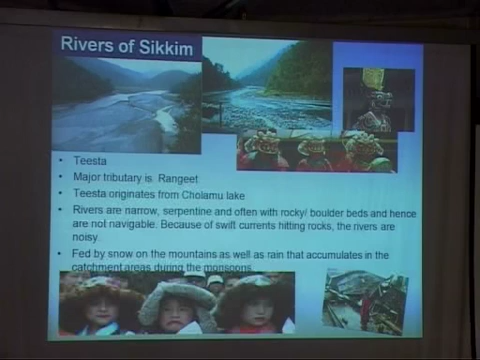 Rivers of Sikkim
• Teesta
• Major tributary is Rangeet
• Teesta originates from Cholamu lake
• Rivers are narrow, serpentine and often with rocky/ boulder beds and hence
are not navigable. Because of swift currents hitting rocks, the rivers are
noisy.
• Fed by snow on the mountains as well as rain that accumulates in the
catchment areas during the monsoons.